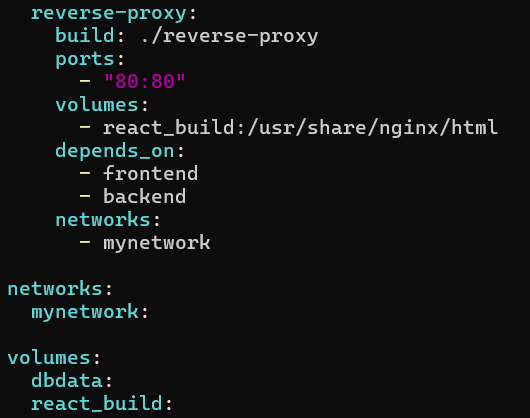 reverse-proxy:
build: ./reverse-proxy
ports:
- "80:80"
volumes:
- react_build:/usr/share/nginx/html
depends_on:
- frontend
- backend
networks:
- mynetwork
networks:
mynetwork:
volumes:
dbdata:
react_build: